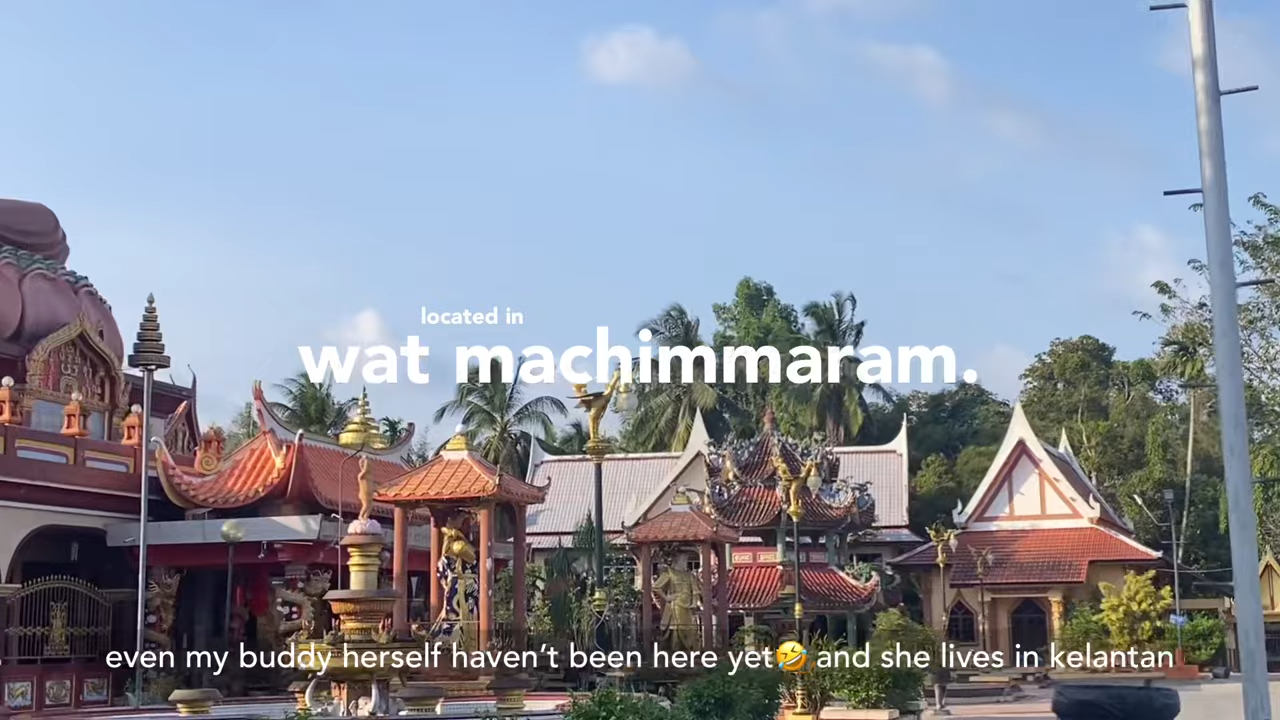 located in
wat machimmaram.
even my buddy herself haven't been here yet🤣 and she lives in kelantan